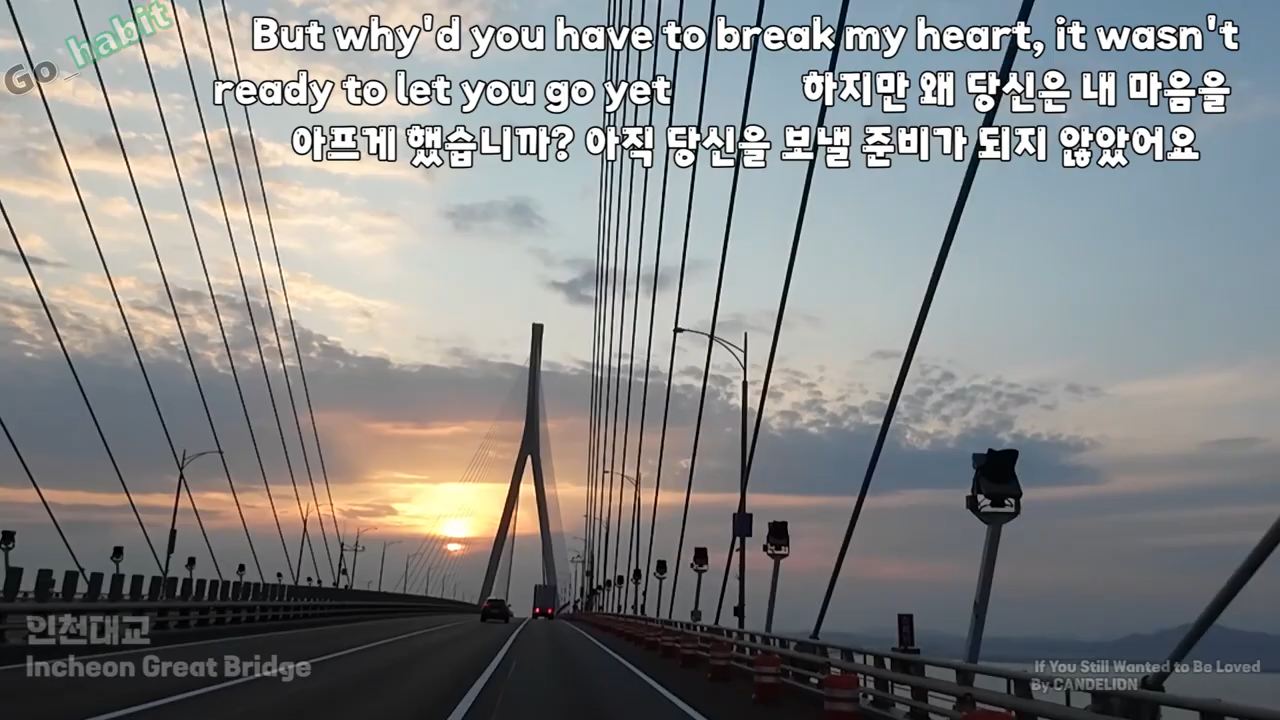 Go_habit
But why'd you have to break my heart, it wasn't
ready to let you go yet 하지만 왜 당신은 내 마음을
아프게 했습니까? 아직 당신을 보낼 준비가 되지 않았어요
인천대교
Incheon Great Bridge
If You Still Wanted to Be Loved
By CANDELION